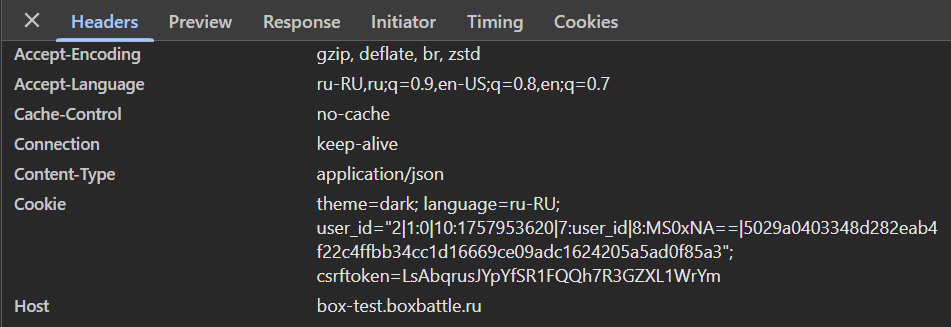 Headers Preview Response Initiator Timing Cookies
Accept-Encoding gzip, deflate, br, zstd
Accept-Language ru-RU,ru;q=0.9,en-US;q=0.8,en;q=0.7
Cache-Control no-cache
Connection keep-alive
Content-Type application/json
Cookie theme=dark; language=ru-RU;
user_id="2|1:0|10:1757953620|7:user_id|8:MS0xNA==|5029a0403348d282eab4
f22c4ffbb34cc1d16669ce09adc1624205a5ad0f85a3";
csrftoken=LsAbqrusJYpYfSR1FQQh7R3GZXL1WrYm
Host box-test.boxbattle.ru